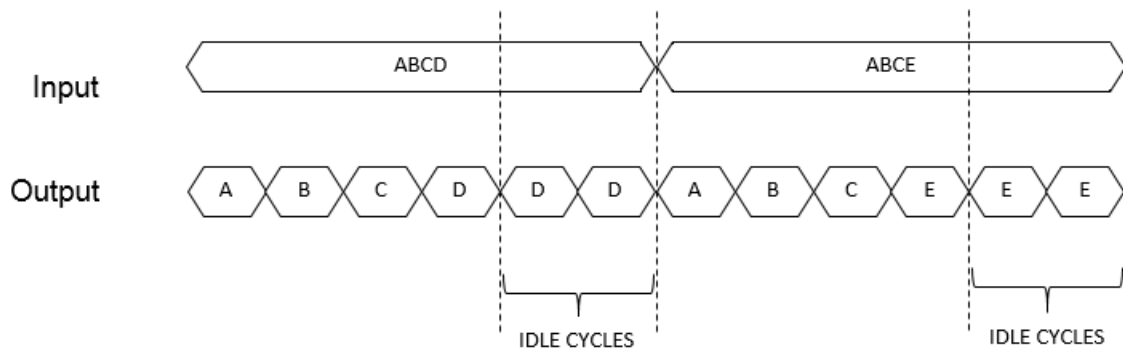 Input
ABCD
ABCE
Output
A B C D D D A B C E E E
IDLE CYCLES
IDLE CYCLES